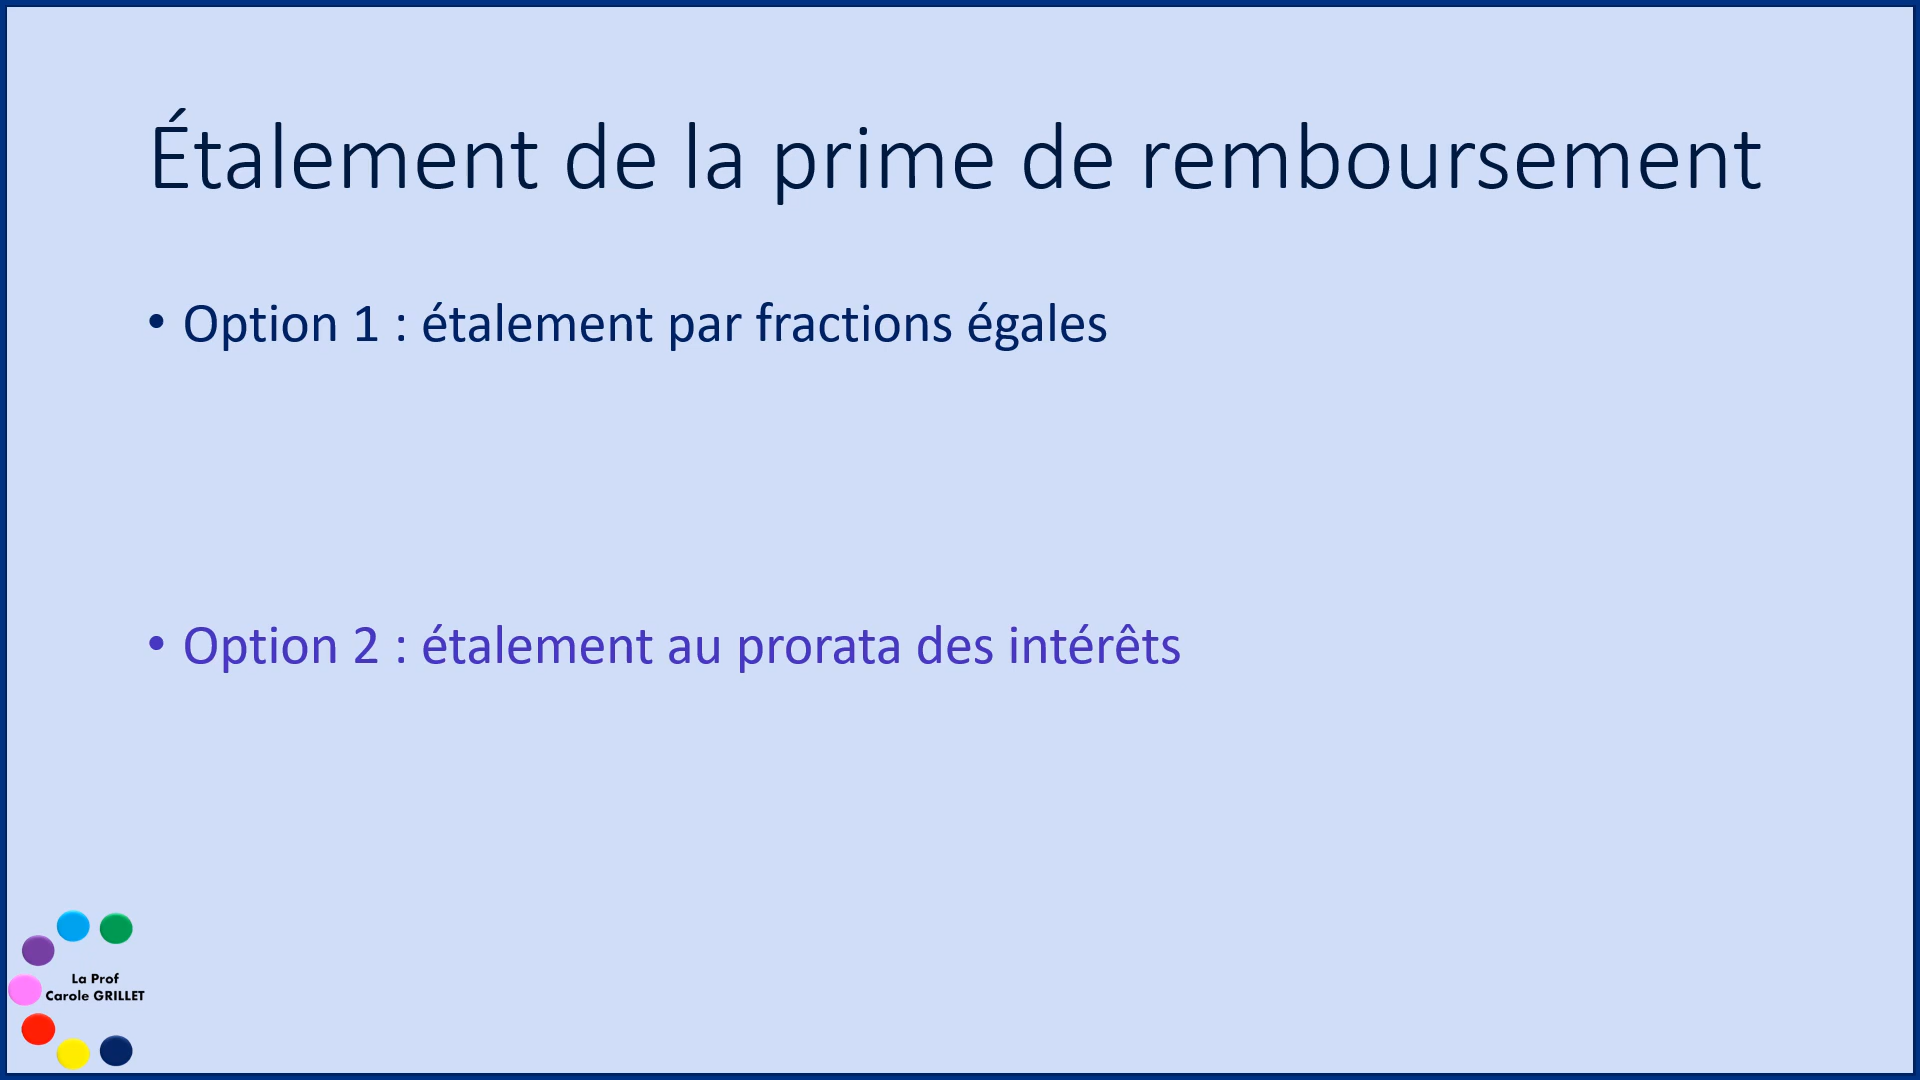 Étalement de la prime de remboursement
• Option 1 : étalement par fractions égales
• Option 2 : étalement au prorata des intérêts
La Prof
Carole GRILLET